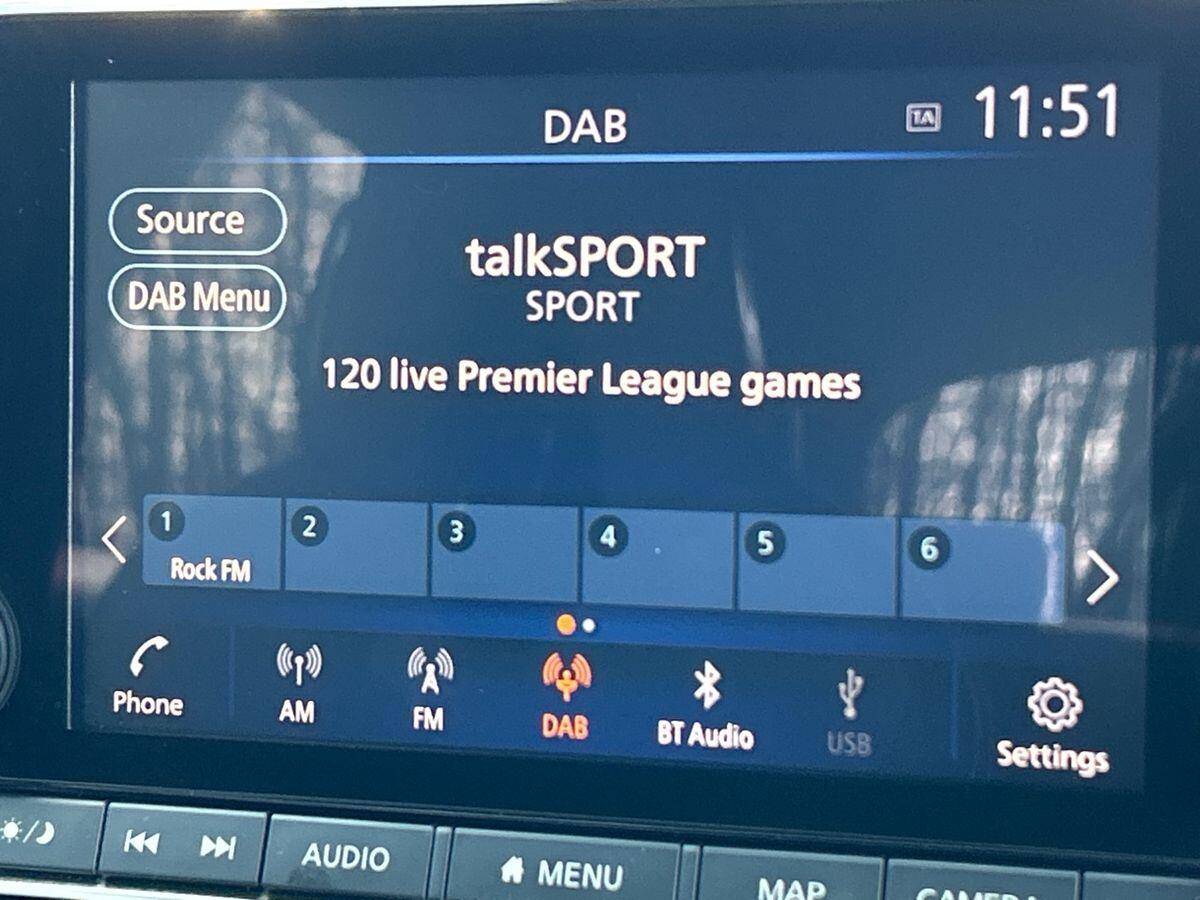 DAB
TA 11:51
Source
talkSPORT
SPORT
DAB Menu
120 live Premier League games
1 2 3 4 5 6
Rock FM
Phone AM FM DAB BT Audio USB Settings
AUDIO MENU MAP CAMERA